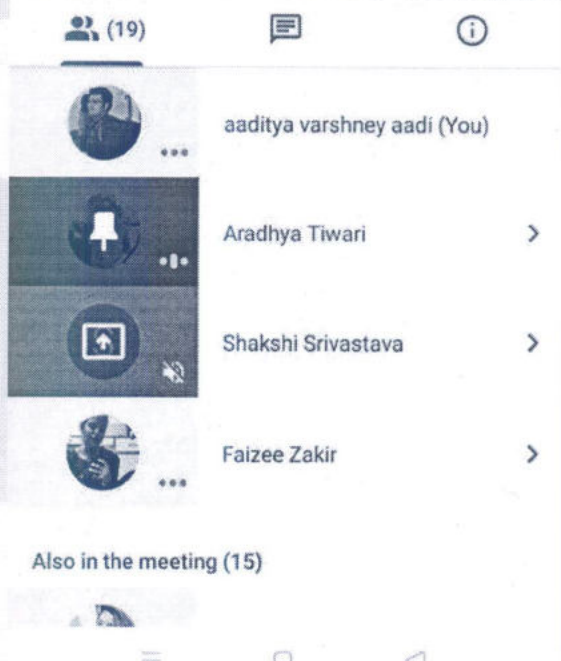 (19)
aaditya varshney aadi (You)
Aradhya Tiwari
Shakshi Srivastava
Faizee Zakir
Also in the meeting (15)